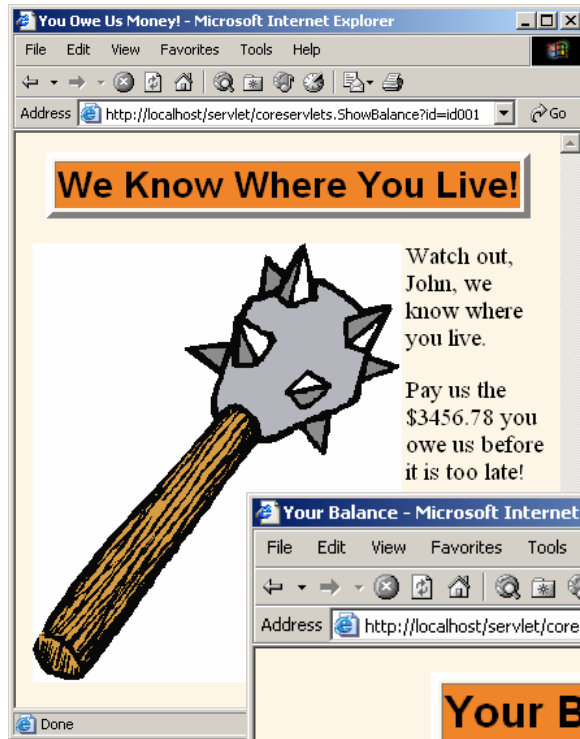 You Owe Us Money! - Microsoft Internet Explorer
File Edit View Favorites Tools Help
Address http://localhost/servlet/coreservlets.ShowBalance?id=id001 Go
We Know Where You Live!
Watch out,
John, we
know where
you live.
Pay us the
$3456.78 you
owe us before
it is too late!
Your Balance - Microsoft Internet
File Edit View Favorites Tools
Address http://localhost/servlet/core
Your B
Done